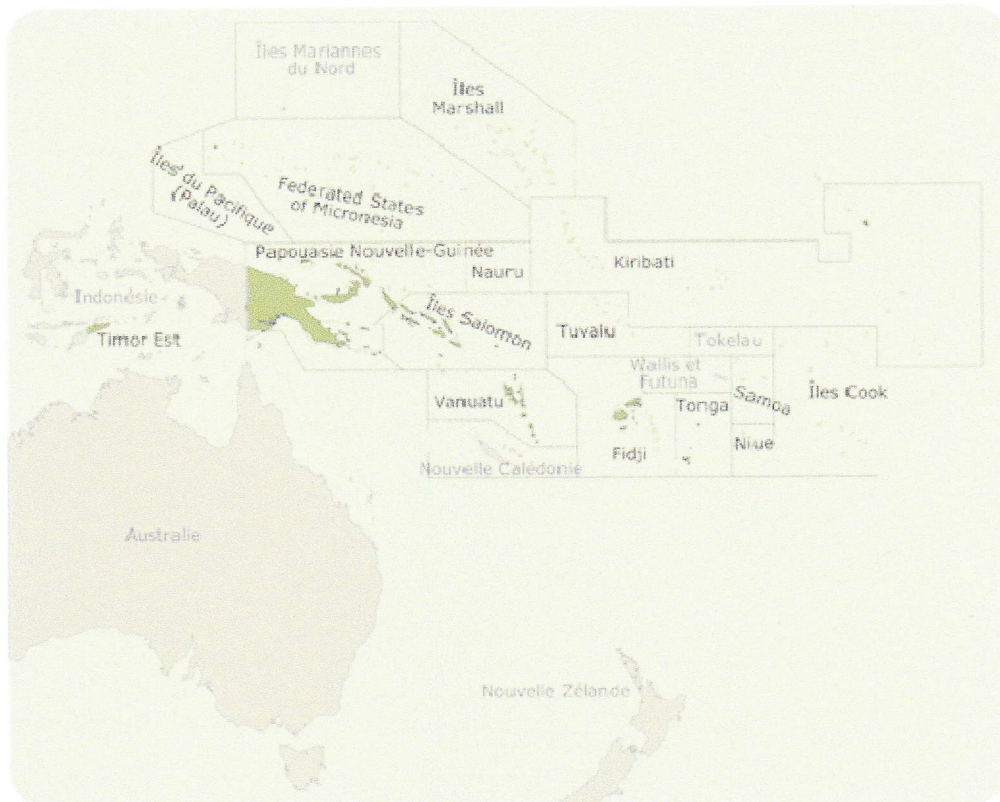 Îles Mariannes
du Nord
Îles
Marshall
Îles du Pacifique
(Palau)
Federated States
of Micronesia
Papouasie Nouvelle-Guinée
Nauru
Kiribati
Indonésie
Timor Est
Îles Salomon
Tuvalu
Tokelau
Wallis et
Futuna
Samoa
Îles Cook
Vanuatu
Tonga
Fidji
Niue
Nouvelle Calédonie
Australie
Nouvelle Zélande